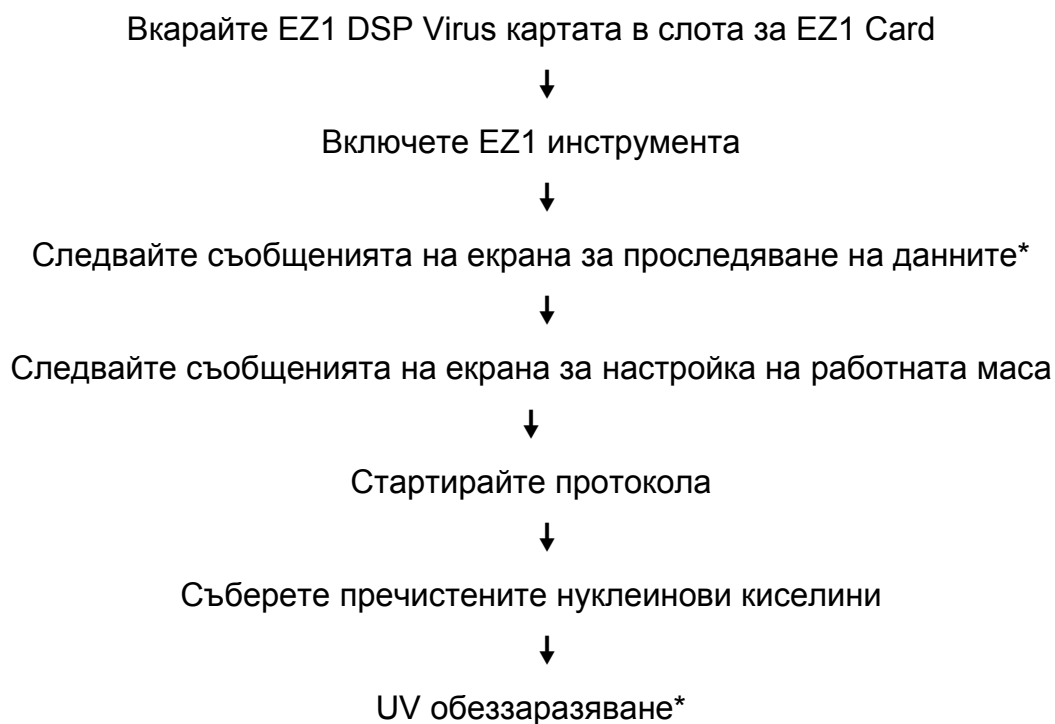 Вкарайте EZ1 DSP Virus картата в слота за EZ1 Card
Включете EZ1 инструмента
Следвайте съобщенията на екрана за проследяване на данните*
Следвайте съобщенията на екрана за настройка на работната маса
Стартирайте протокола
Съберете пречистените нуклеинови киселини
UV обеззаразяване*